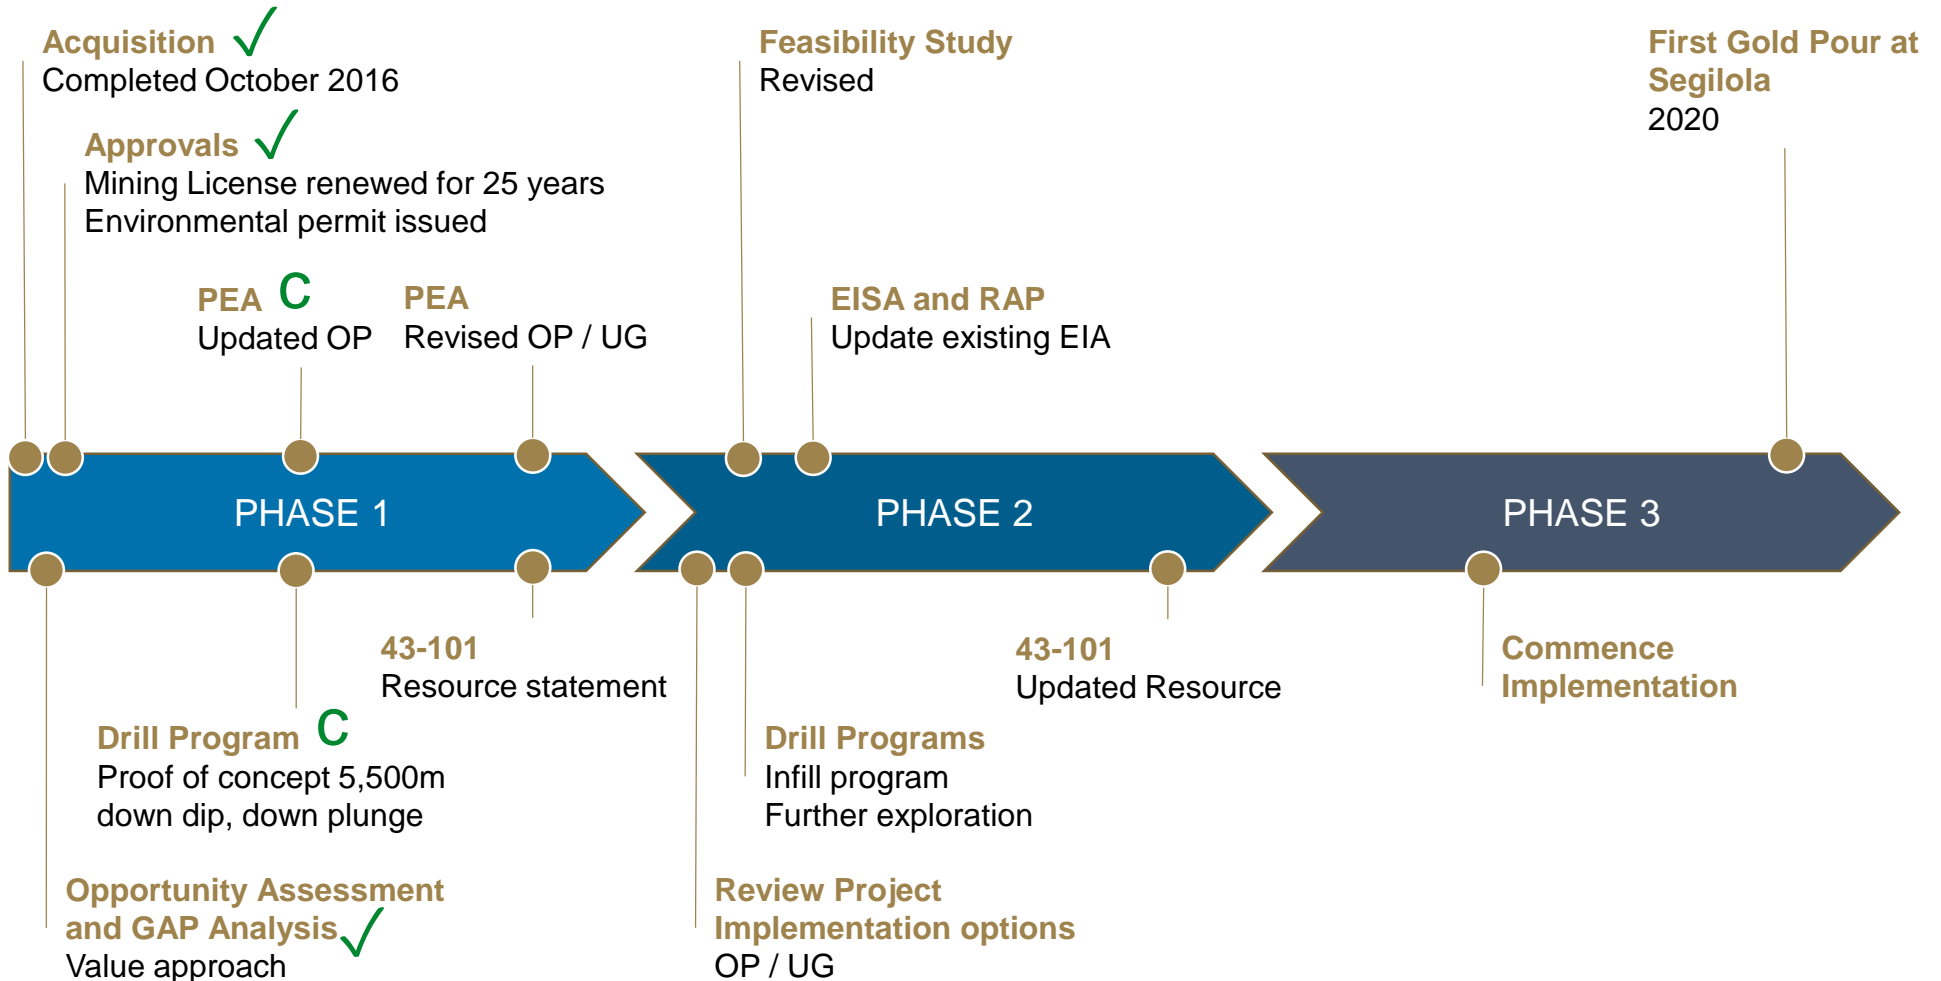 Acquisition ✓
Completed October 2016
Approvals ✓
Mining License renewed for 25 years
Environmental permit issued
PEA C
Updated OP
PEA
Revised OP / UG
Feasibility Study
Revised
EISA and RAP
Update existing EIA
First Gold Pour at
Segilola
2020
PHASE 1
PHASE 2
PHASE 3
43-101
Resource statement
Drill Program C
Proof of concept 5,500m
down dip, down plunge
Opportunity Assessment
and GAP Analysis ✓
Value approach
43-101
Updated Resource
Drill Programs
Infill program
Further exploration
Review Project
Implementation options
OP / UG
Commence
Implementation